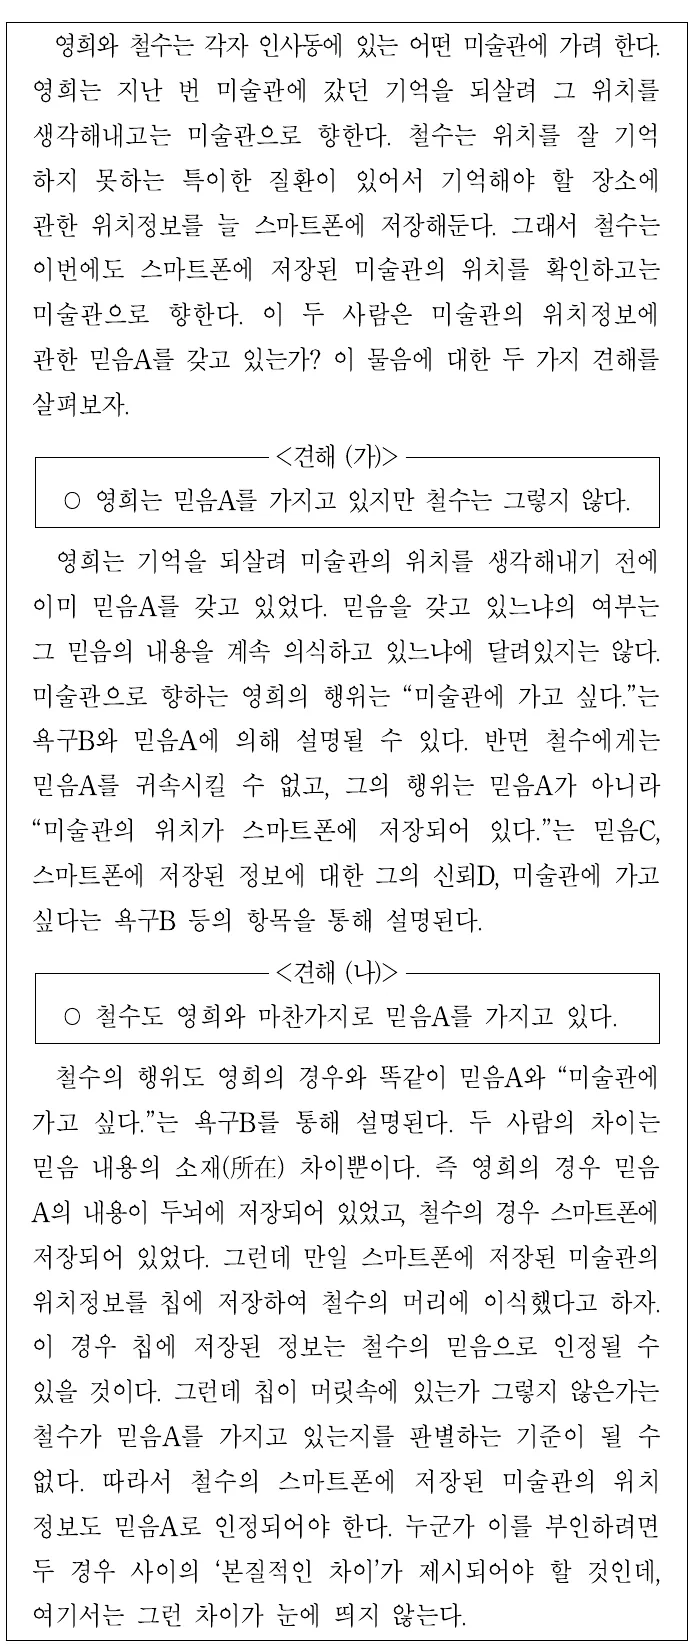 영희와 철수는 각자 인사동에 있는 어떤 미술관에 가려 한다.
영희는 지난 번 미술관에 갔던 기억을 되살려 그 위치를
생각해내고는 미술관으로 향한다. 철수는 위치를 잘 기억
하지 못하는 특이한 질환이 있어서 기억해야 할 장소에
관한 위치정보를 늘 스마트폰에 저장해둔다. 그래서 철수는
이번에도 스마트폰에 저장된 미술관의 위치를 확인하고는
미술관으로 향한다. 이 두 사람은 미술관의 위치정보에
관한 믿음A를 갖고 있는가? 이 물음에 대한 두 가지 견해를
살펴보자.
<견해 (가)>
○ 영희는 믿음A를 가지고 있지만 철수는 그렇지 않다.
영희는 기억을 되살려 미술관의 위치를 생각해내기 전에
이미 믿음A를 갖고 있었다. 믿음을 갖고 있느냐의 여부는
그 믿음의 내용을 계속 의식하고 있느냐에 달려있지는 않다.
미술관으로 향하는 영희의 행위는 “미술관에 가고 싶다.”는
욕구B와 믿음A에 의해 설명될 수 있다. 반면 철수에게는
믿음A를 귀속시킬 수 없고, 그의 행위는 믿음A가 아니라
“미술관의 위치가 스마트폰에 저장되어 있다.”는 믿음C,
스마트폰에 저장된 정보에 대한 그의 신뢰D, 미술관에 가고
싶다는 욕구B 등의 항목을 통해 설명된다.
<견해 (나)>
○ 철수도 영희와 마찬가지로 믿음A를 가지고 있다.
철수의 행위도 영희의 경우와 똑같이 믿음A와 “미술관에
가고 싶다.”는 욕구B를 통해 설명된다. 두 사람의 차이는
믿음 내용의 소재(所在) 차이뿐이다. 즉 영희의 경우 믿음
A의 내용이 두뇌에 저장되어 있었고, 철수의 경우 스마트폰에
저장되어 있었다. 그런데 만일 스마트폰에 저장된 미술관의
위치정보를 칩에 저장하여 철수의 머리에 이식했다고 하자.
이 경우 칩에 저장된 정보는 철수의 믿음으로 인정될 수
있을 것이다. 그런데 칩이 머릿속에 있는가 그렇지 않은가는
철수가 믿음A를 가지고 있는지를 판별하는 기준이 될 수
없다. 따라서 철수의 스마트폰에 저장된 미술관의 위치
정보도 믿음A로 인정되어야 한다. 누군가 이를 부인하려면
두 경우 사이의 ‘본질적인 차이’가 제시되어야 할 것인데,
여기서는 그런 차이가 눈에 띄지 않는다.